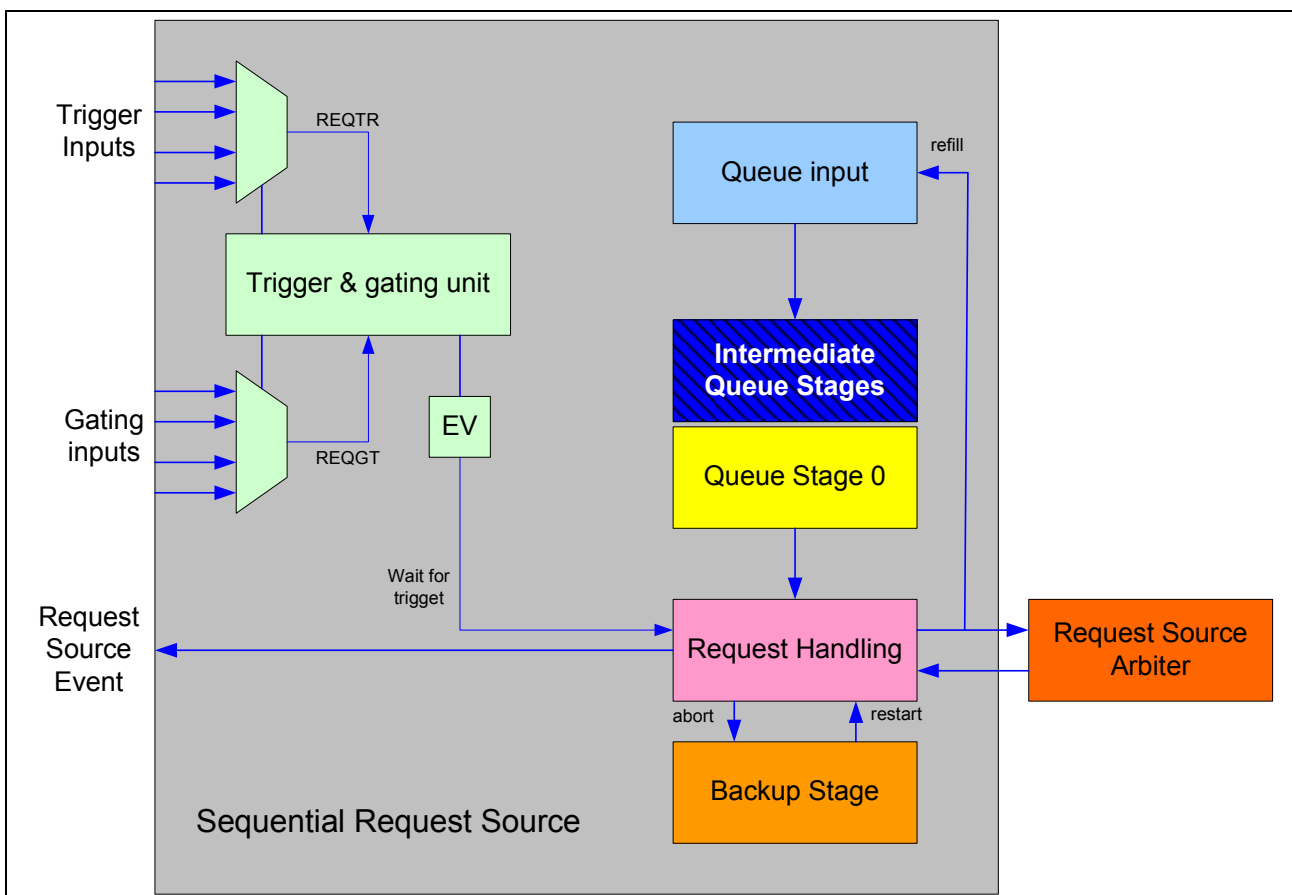 Trigger
Inputs
REQTR
Trigger & gating unit
Gating
inputs
REQGT
EV
Wait for
trigget
Request
Source
Event
Queue input
refill
Intermediate
Queue Stages
Queue Stage 0
Request Handling
Request Source
Arbiter
abort
restart
Backup Stage
Sequential Request Source